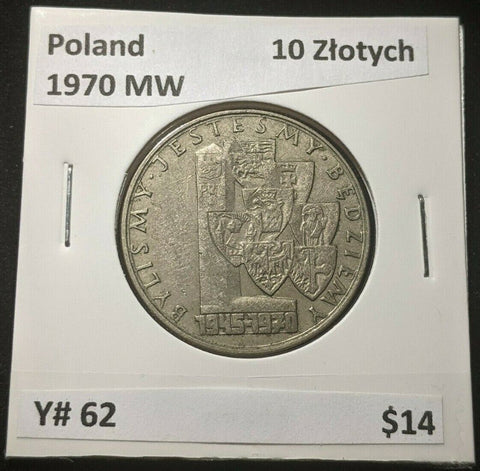 Poland 10 Złotych
1970 MW
BYLIŚMY · JESTEŚMY · BĘDZIEMY
1945-1970
Y# 62 $14